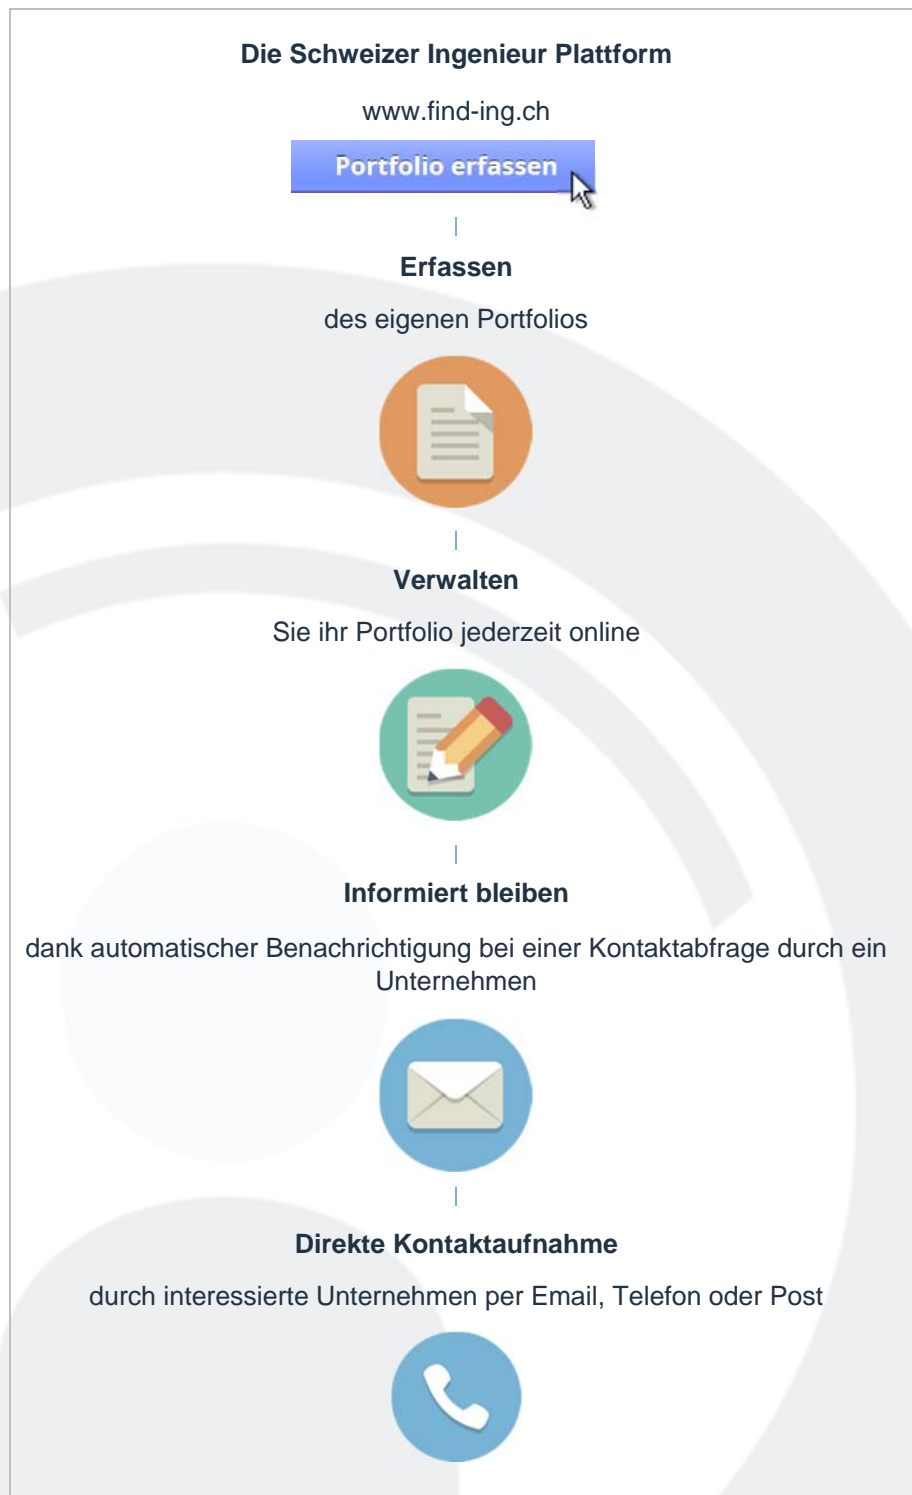 Die Schweizer Ingenieur Plattform
www.find-ing.ch
Portfolio erfassen
Erfassen
des eigenen Portfolios
Verwalten
Sie ihr Portfolio jederzeit online
Informiert bleiben
dank automatischer Benachrichtigung bei einer Kontaktabfrage durch ein
Unternehmen
Direkte Kontaktaufnahme
durch interessierte Unternehmen per Email, Telefon oder Post